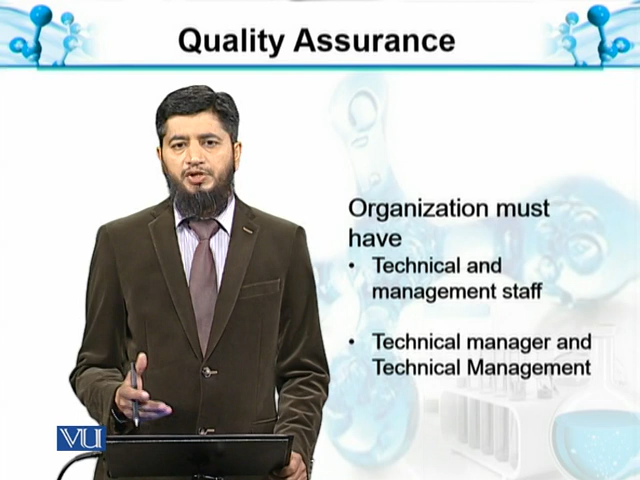 Quality Assurance
Organization must
have
• Technical and
management staff
• Technical manager and
Technical Management
VU